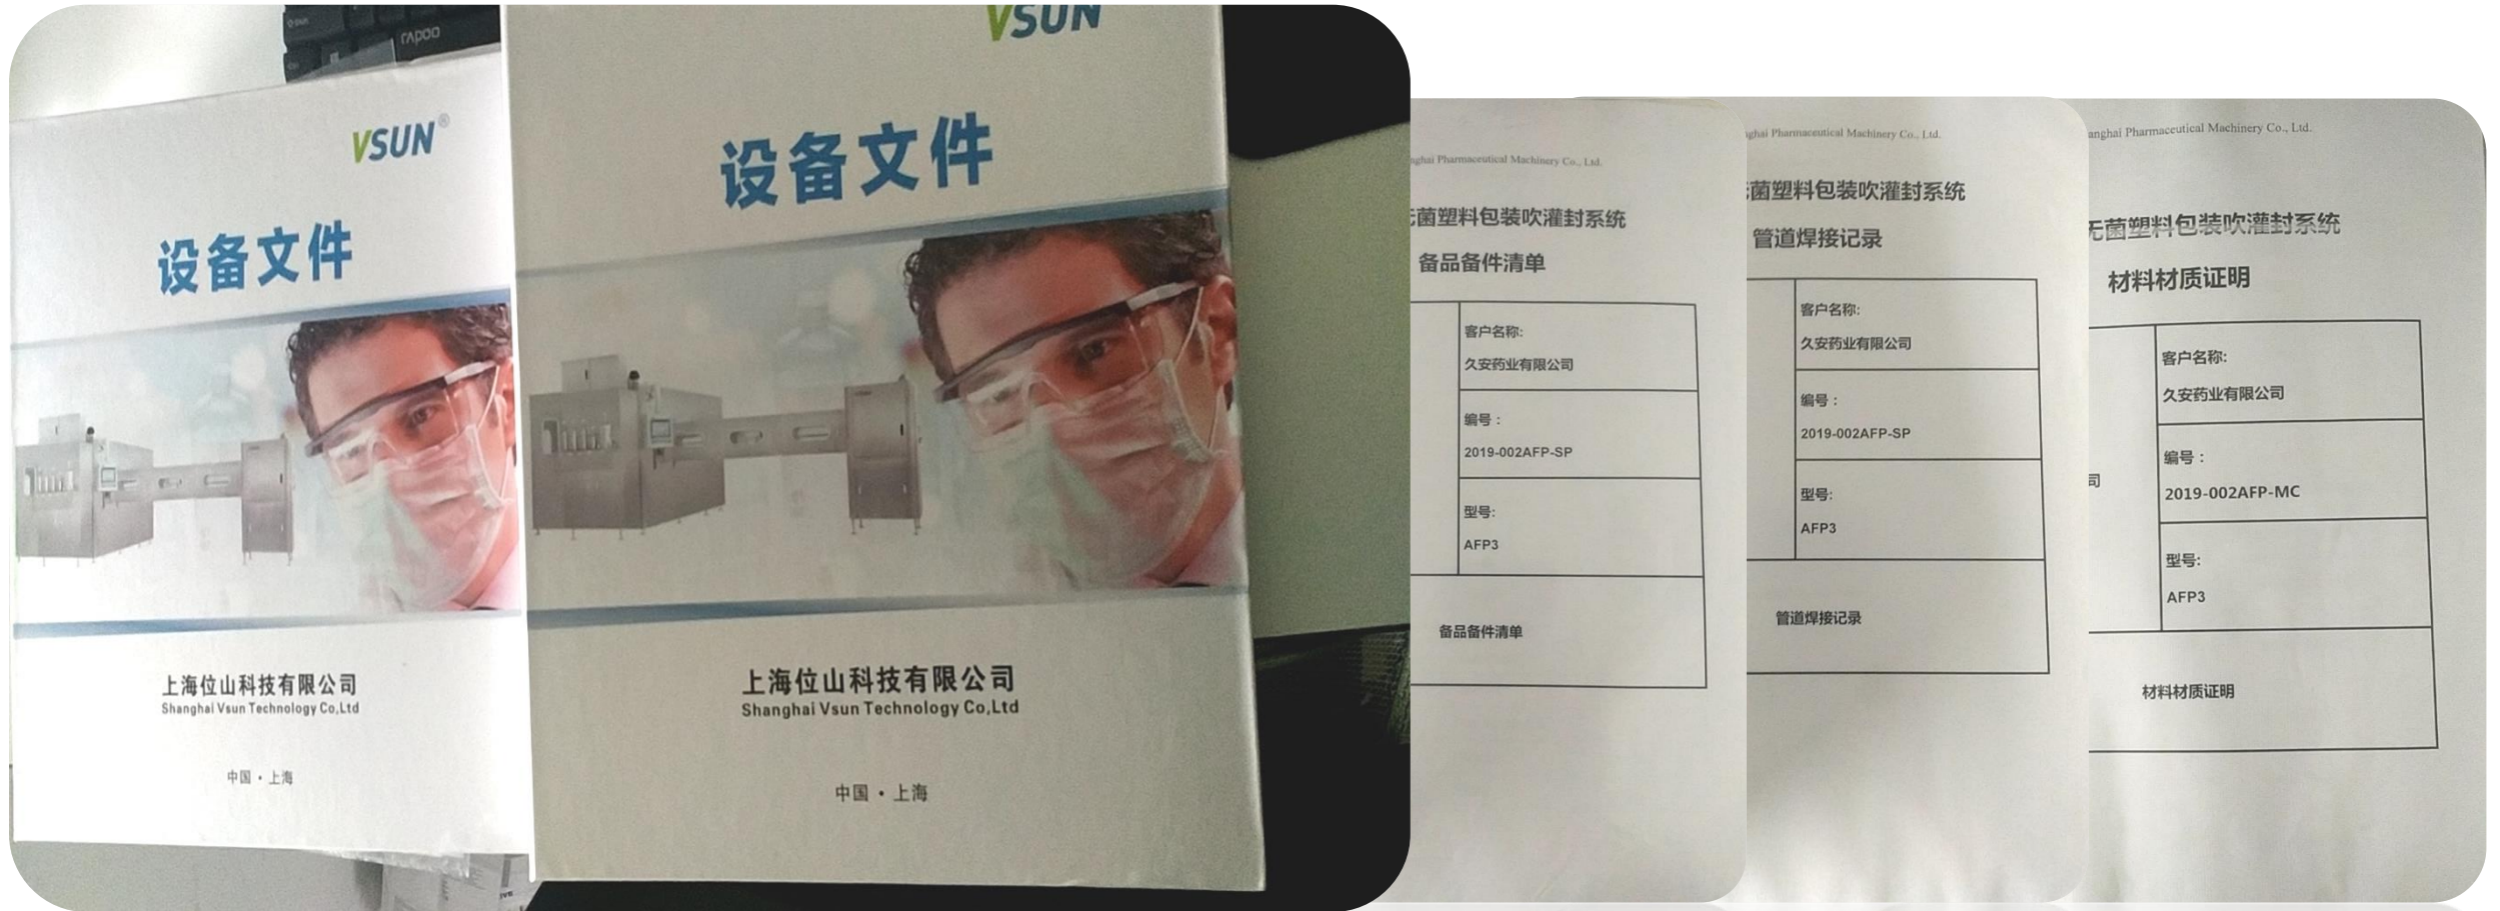 rapoo
VSUN®
设备文件
上海位山科技有限公司
Shanghai Vsun Technology Co,Ltd
中国·上海
VSUN
设备文件
上海位山科技有限公司
Shanghai Vsun Technology Co,Ltd
中国·上海
nghai Pharmaceutical Machinery Co., Ltd.
无菌塑料包装吹灌封系统
备品备件清单
客户名称:
久安药业有限公司
编号：
2019-002AFP-SP
型号:
AFP3
备品备件清单
ghai Pharmaceutical Machinery Co., Ltd.
菌塑料包装吹灌封系统
管道焊接记录
客户名称:
久安药业有限公司
编号：
2019-002AFP-SP
型号:
AFP3
管道焊接记录
anghai Pharmaceutical Machinery Co., Ltd.
无菌塑料包装吹灌封系统
材料材质证明
客户名称:
久安药业有限公司
编号：
司
2019-002AFP-MC
型号:
AFP3
材料材质证明